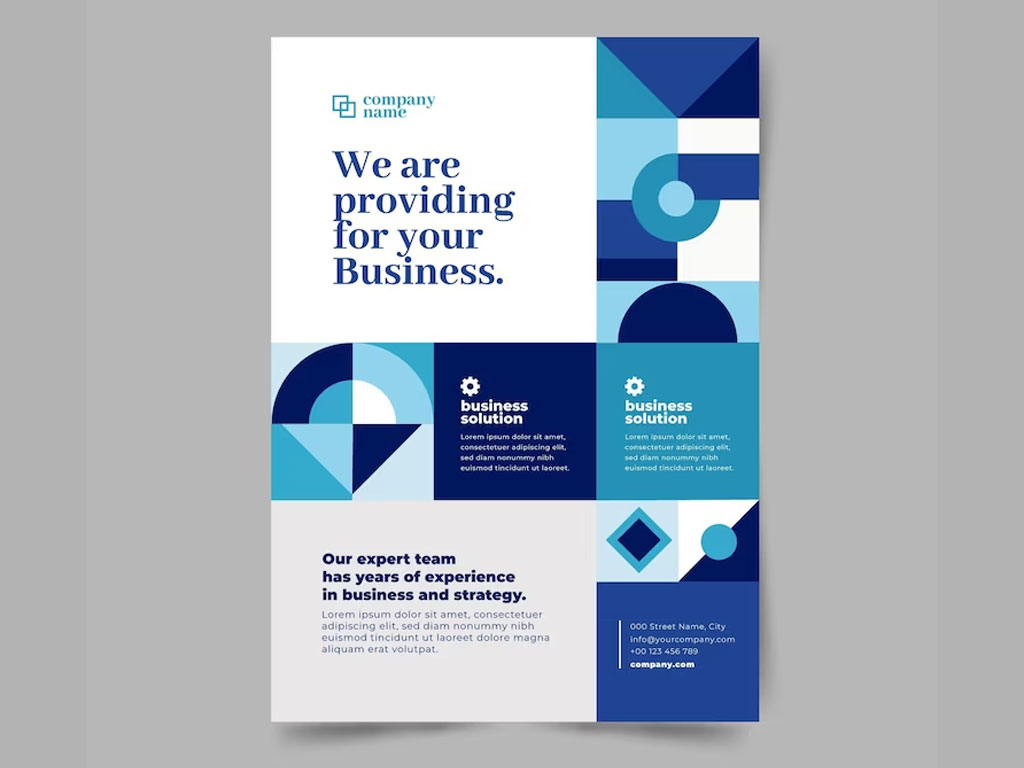 company
name
We are
providing
for your
Business.
business
solution
Lorem ipsum dolor sit amet,
consectetuer adipiscing elit,
sed diam nonummy nibh
euismod tincidunt ut laoreet.
business
solution
Lorem ipsum dolor sit amet,
consectetuer adipiscing elit,
sed diam nonummy nibh
euismod tincidunt ut laoreet.
Our expert team
has years of experience
in business and strategy.
Lorem ipsum dolor sit amet, consectetuer
adipiscing elit, sed diam nonummy nibh
euismod tincidunt ut laoreet dolore magna
aliquam erat volutpat.
000 Street Name, City
info@yourcompany.com
+00 123 456 789
company.com